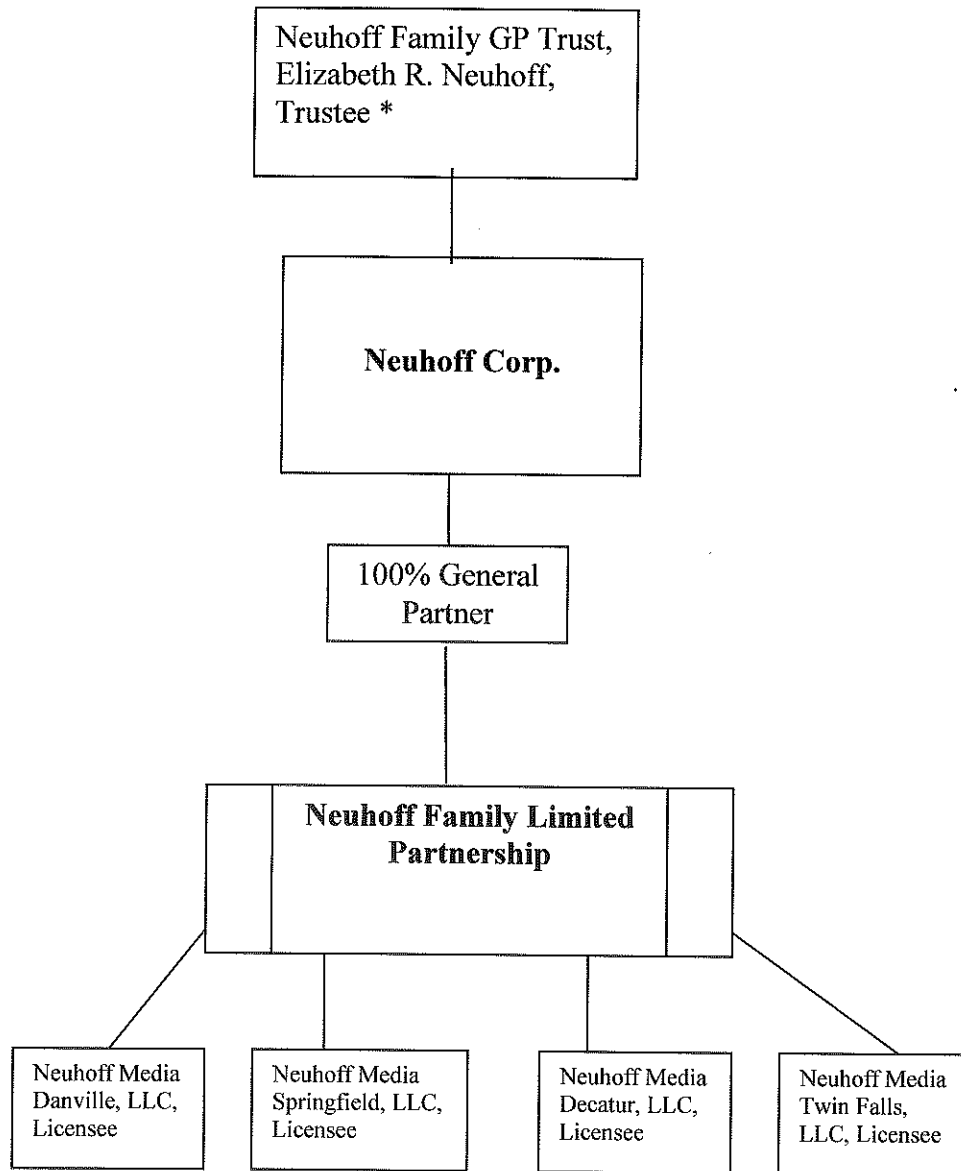 Neuhoff Family GP Trust,
Elizabeth R. Neuhoff,
Trustee *
Neuhoff Corp.
100% General
Partner
Neuhoff Family Limited
Partnership
Neuhoff Media
Danville, LLC,
Licensee
Neuhoff Media
Springfield, LLC,
Licensee
Neuhoff Media
Decatur, LLC,
Licensee
Neuhoff Media
Twin Falls,
LLC, Licensee